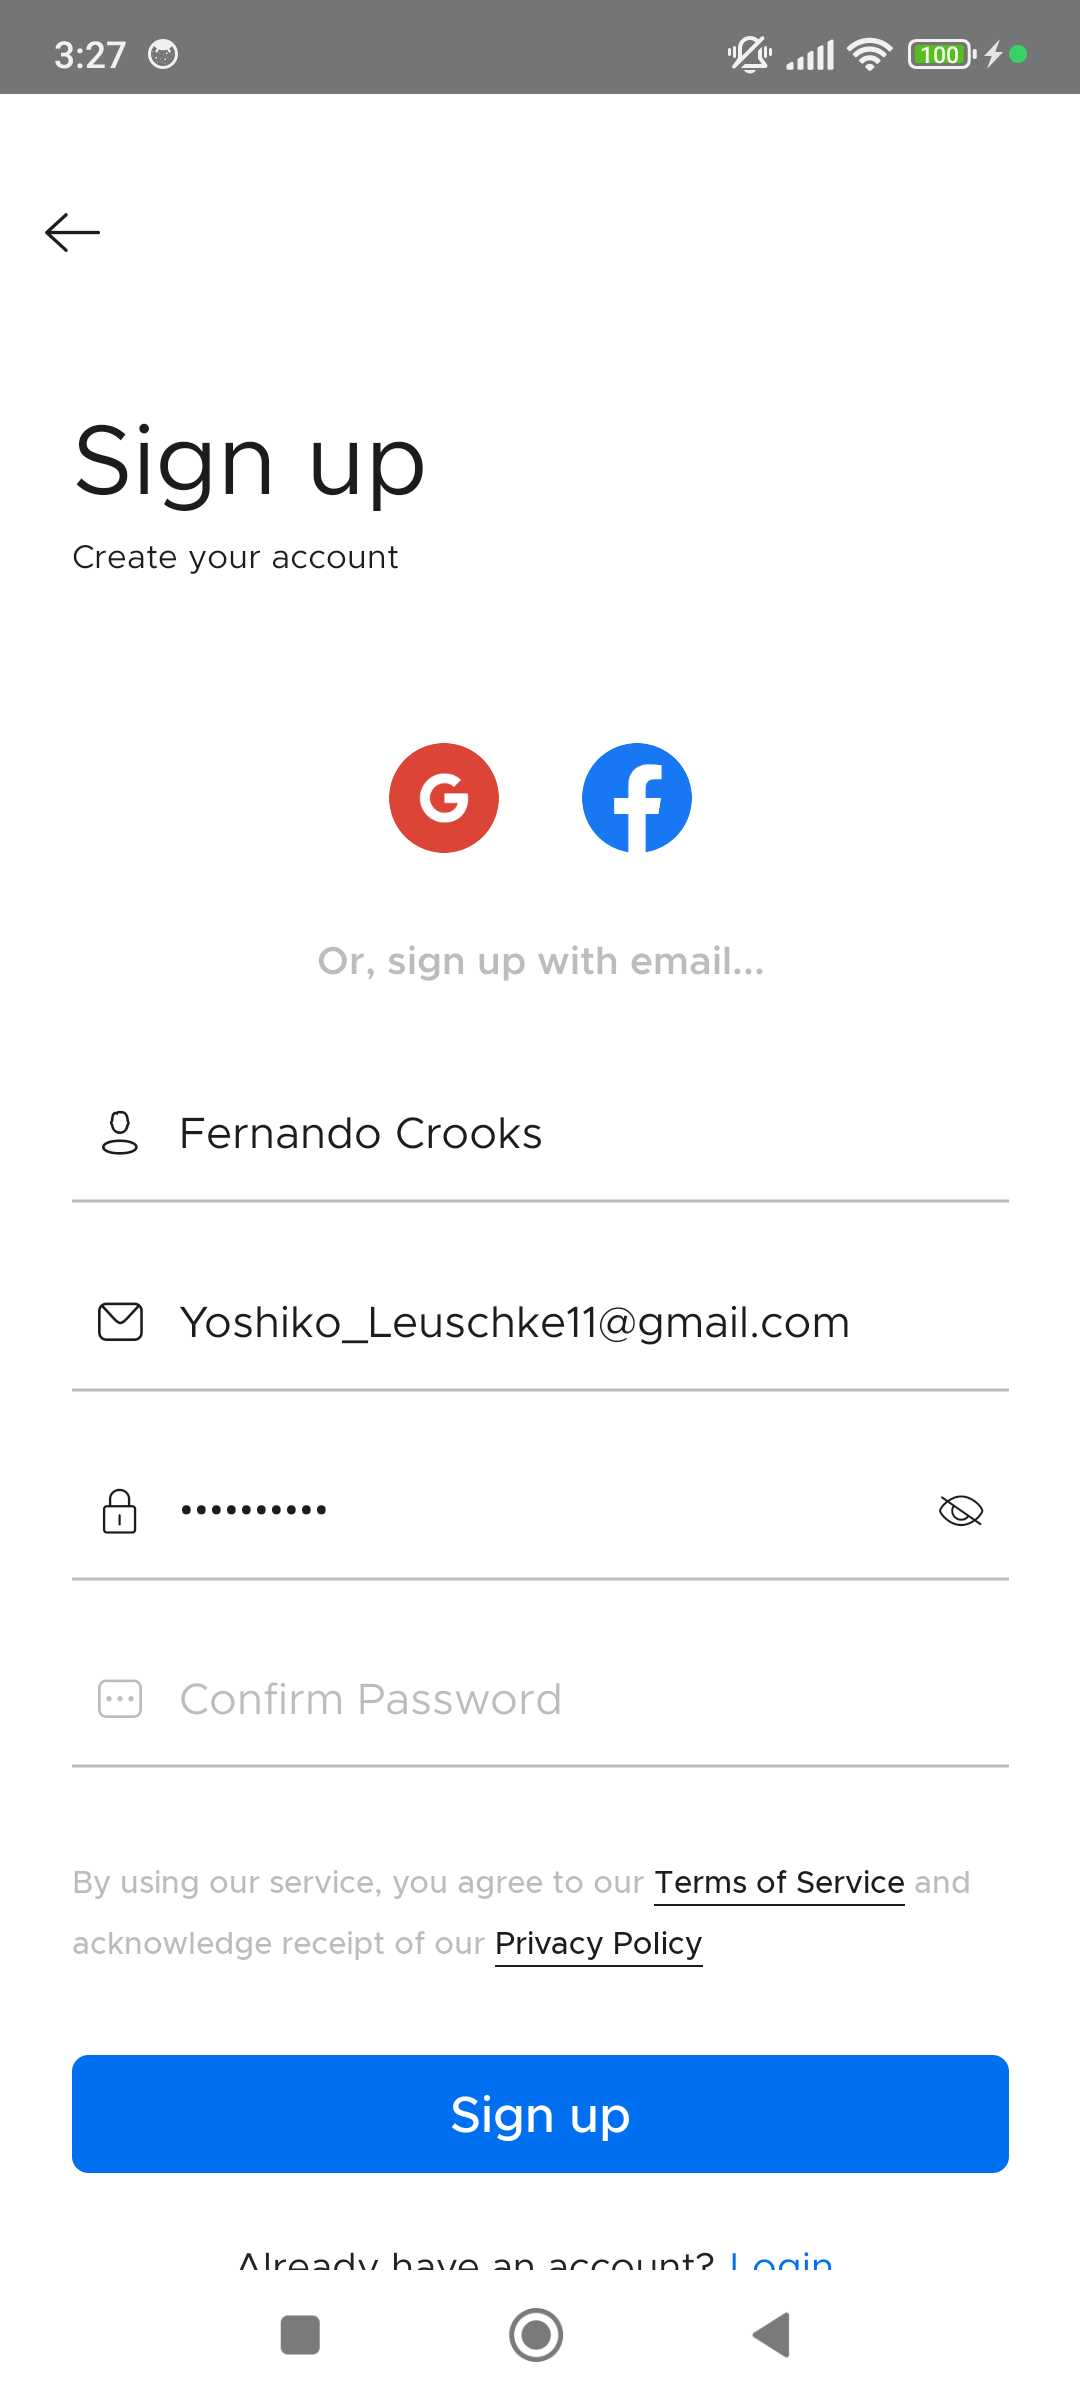 3:27
100
Sign up
Create your account
Or, sign up with email...
Fernando Crooks
Yoshiko_Leuschke11@gmail.com
••••••••••
Confirm Password
By using our service, you agree to our Terms of Service and
acknowledge receipt of our Privacy Policy
Sign up
Already have an account? Login